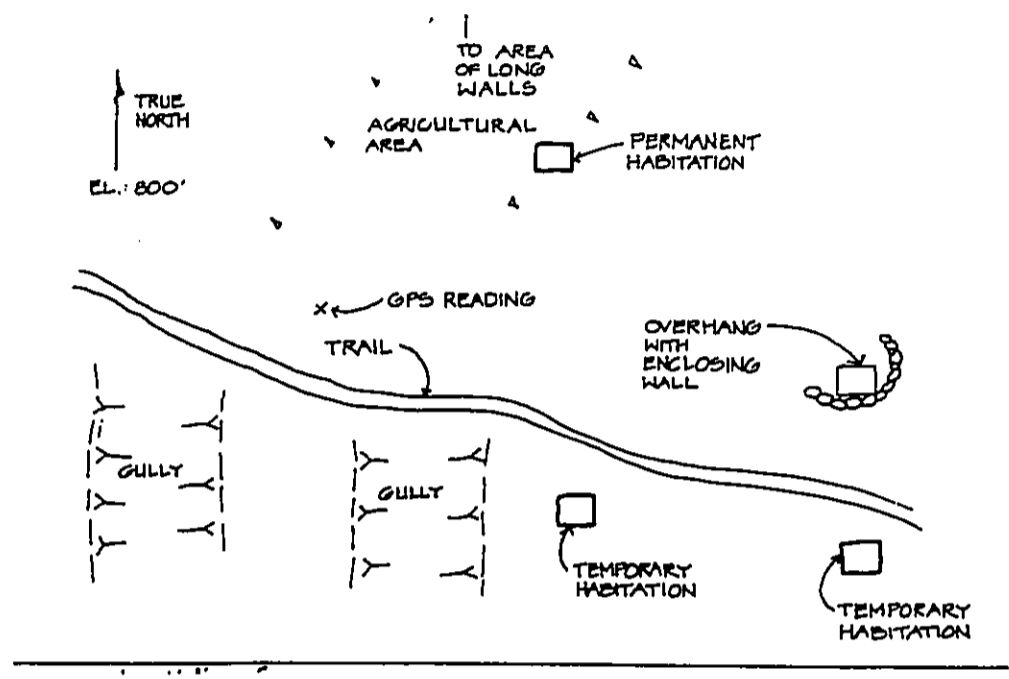 TO AREA
OF LONG
WALLS
TRUE
NORTH
AGRICULTURAL
AREA
PERMANENT
HABITATION
EL.: 800'
GPS READING
TRAIL
OVERHANG
WITH
ENCLOSING
WALL
GULLY
GULLY
TEMPORARY
HABITATION
TEMPORARY
HABITATION